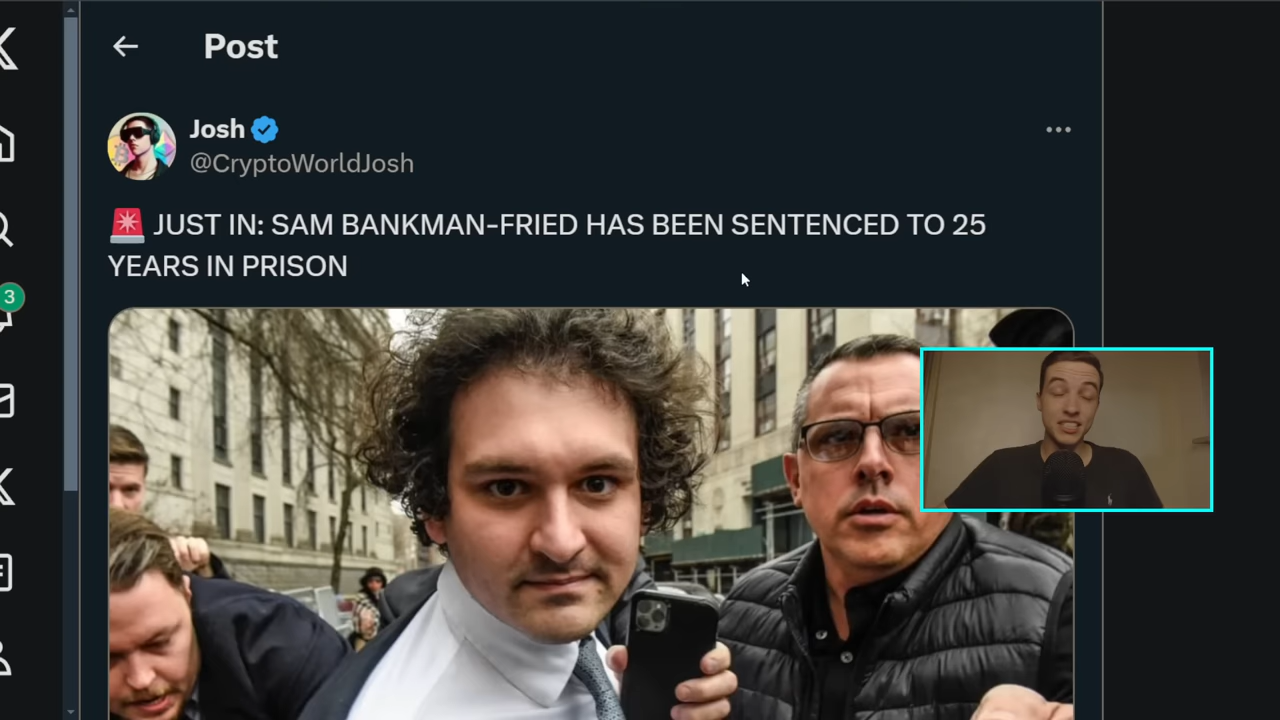 Post
Josh
@CryptoWorldJosh
🚨 JUST IN: SAM BANKMAN-FRIED HAS BEEN SENTENCED TO 25
YEARS IN PRISON
3